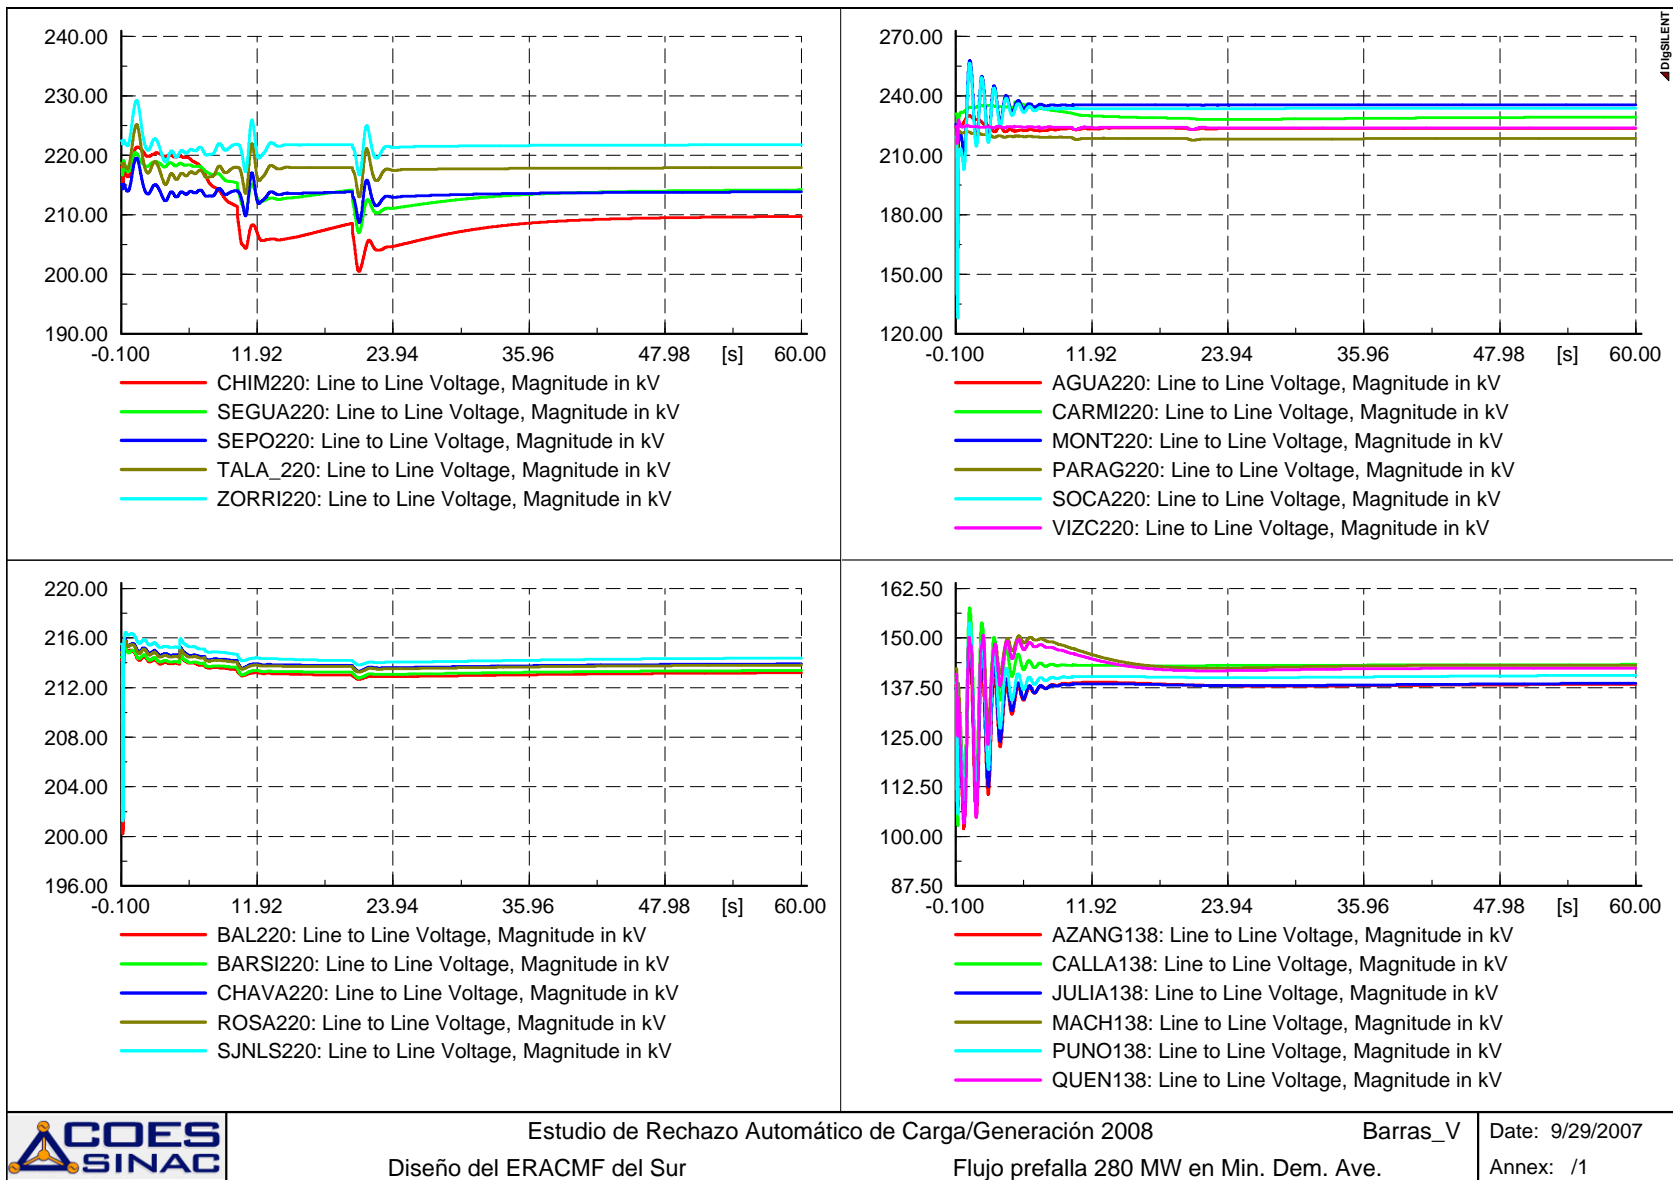 240.00
230.00
220.00
210.00
200.00
190.00
-0.100 11.92 23.94 35.96 47.98 [s] 60.00
CHIM220: Line to Line Voltage, Magnitude in kV
SEGUA220: Line to Line Voltage, Magnitude in kV
SEPO220: Line to Line Voltage, Magnitude in kV
TALA_220: Line to Line Voltage, Magnitude in kV
ZORRI220: Line to Line Voltage, Magnitude in kV
DIgSILENT
270.00
240.00
210.00
180.00
150.00
120.00
-0.100 11.92 23.94 35.96 47.98 [s] 60.00
AGUA220: Line to Line Voltage, Magnitude in kV
CARMI220: Line to Line Voltage, Magnitude in kV
MONT220: Line to Line Voltage, Magnitude in kV
PARAG220: Line to Line Voltage, Magnitude in kV
SOCA220: Line to Line Voltage, Magnitude in kV
VIZC220: Line to Line Voltage, Magnitude in kV
220.00
216.00
212.00
208.00
204.00
200.00
196.00
-0.100 11.92 23.94 35.96 47.98 [s] 60.00
BAL220: Line to Line Voltage, Magnitude in kV
BARSI220: Line to Line Voltage, Magnitude in kV
CHAVA220: Line to Line Voltage, Magnitude in kV
ROSA220: Line to Line Voltage, Magnitude in kV
SJNLS220: Line to Line Voltage, Magnitude in kV
162.50
150.00
137.50
125.00
112.50
100.00
87.50
-0.100 11.92 23.94 35.96 47.98 [s] 60.00
AZANG138: Line to Line Voltage, Magnitude in kV
CALLA138: Line to Line Voltage, Magnitude in kV
JULIA138: Line to Line Voltage, Magnitude in kV
MACH138: Line to Line Voltage, Magnitude in kV
PUNO138: Line to Line Voltage, Magnitude in kV
QUEN138: Line to Line Voltage, Magnitude in kV
COES
SINAC
Estudio de Rechazo Automático de Carga/Generación 2008 Barras_V
Diseño del ERACMF del Sur Flujo prefalla 280 MW en Min. Dem. Ave.
Date: 9/29/2007
Annex: /1